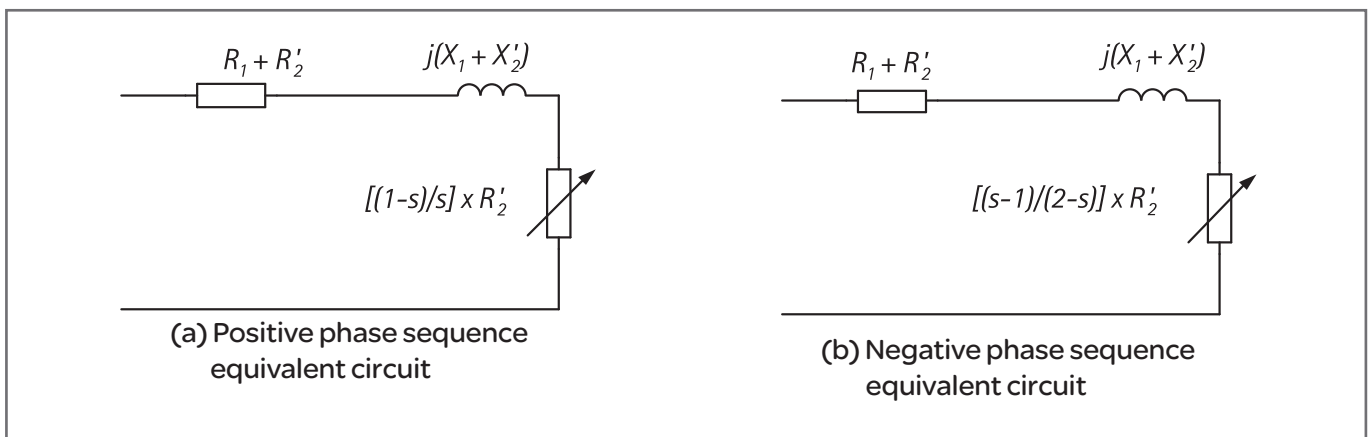 R₁ + R'₂
j(X₁ + X'₂)
[(1-s)/s] x R'₂
(a) Positive phase sequence
equivalent circuit
R₁ + R'₂
j(X₁ + X'₂)
[(s-1)/(2-s)] x R'₂
(b) Negative phase sequence
equivalent circuit